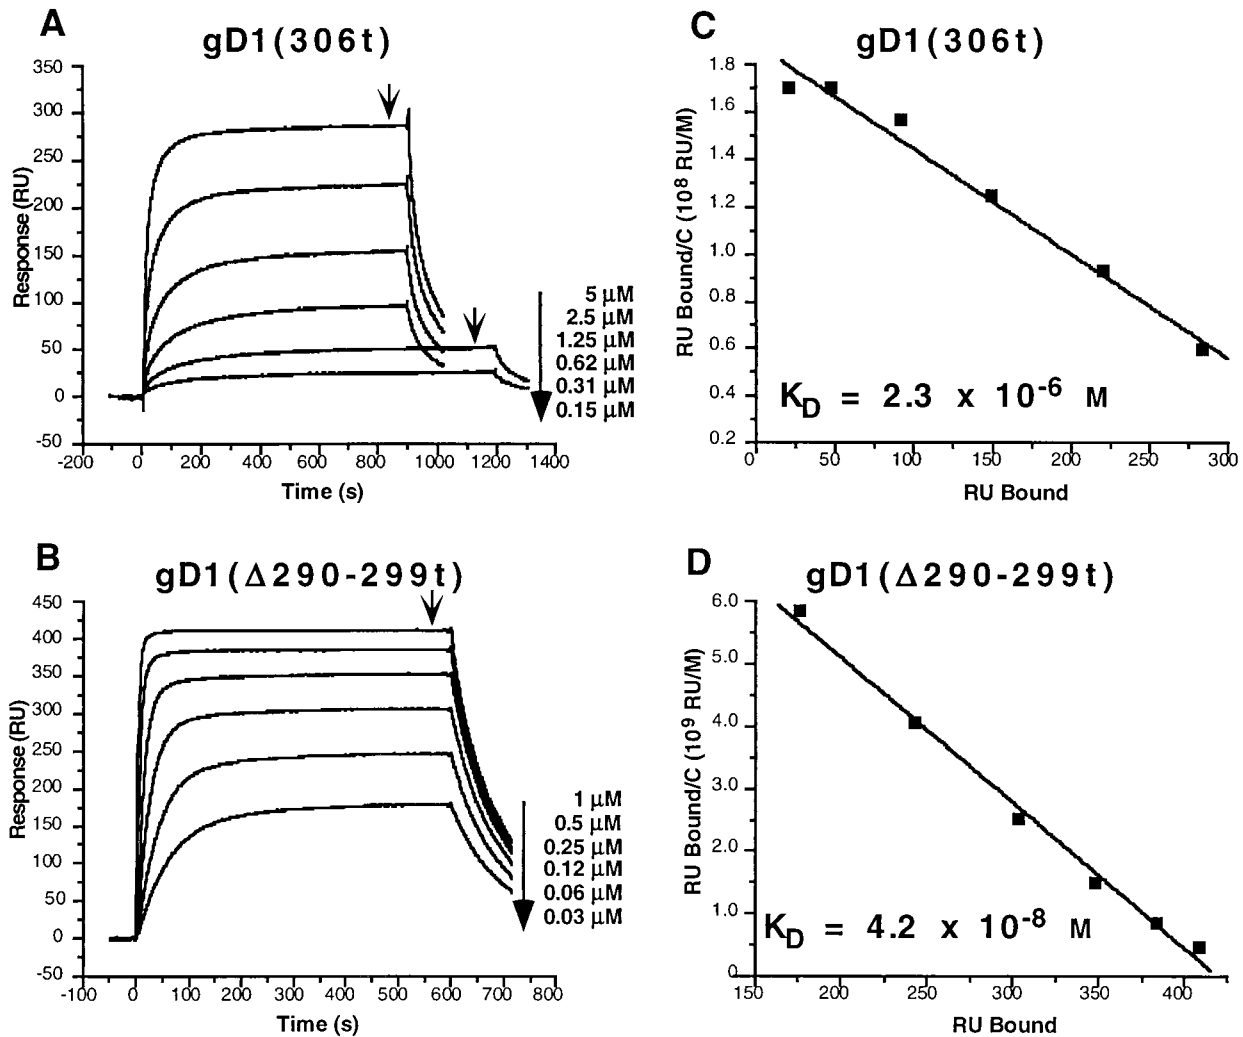 A
gD1(306t)
350
300
250
200
150
100
50
0
-50
Response (RU)
-200 0 200 400 600 800 1000 1200 1400
Time (s)
5 µM
2.5 µM
1.25 µM
0.62 µM
0.31 µM
0.15 µM
C
gD1(306t)
1.8
1.6
1.4
1.2
1.0
0.8
0.6
0.4
0.2
RU Bound/C (10⁸ RU/M)
0 50 100 150 200 250 300
RU Bound
K_D = 2.3 x 10⁻⁶ M
B
gD1(Δ290-299t)
450
400
350
300
250
200
150
100
50
0
-50
Response (RU)
-100 0 100 200 300 400 500 600 700 800
Time (s)
1 µM
0.5 µM
0.25 µM
0.12 µM
0.06 µM
0.03 µM
D
gD1(Δ290-299t)
6.0
5.0
4.0
3.0
2.0
1.0
0
RU Bound/C (10⁹ RU/M)
150 200 250 300 350 400
RU Bound
K_D = 4.2 x 10⁻⁸ M